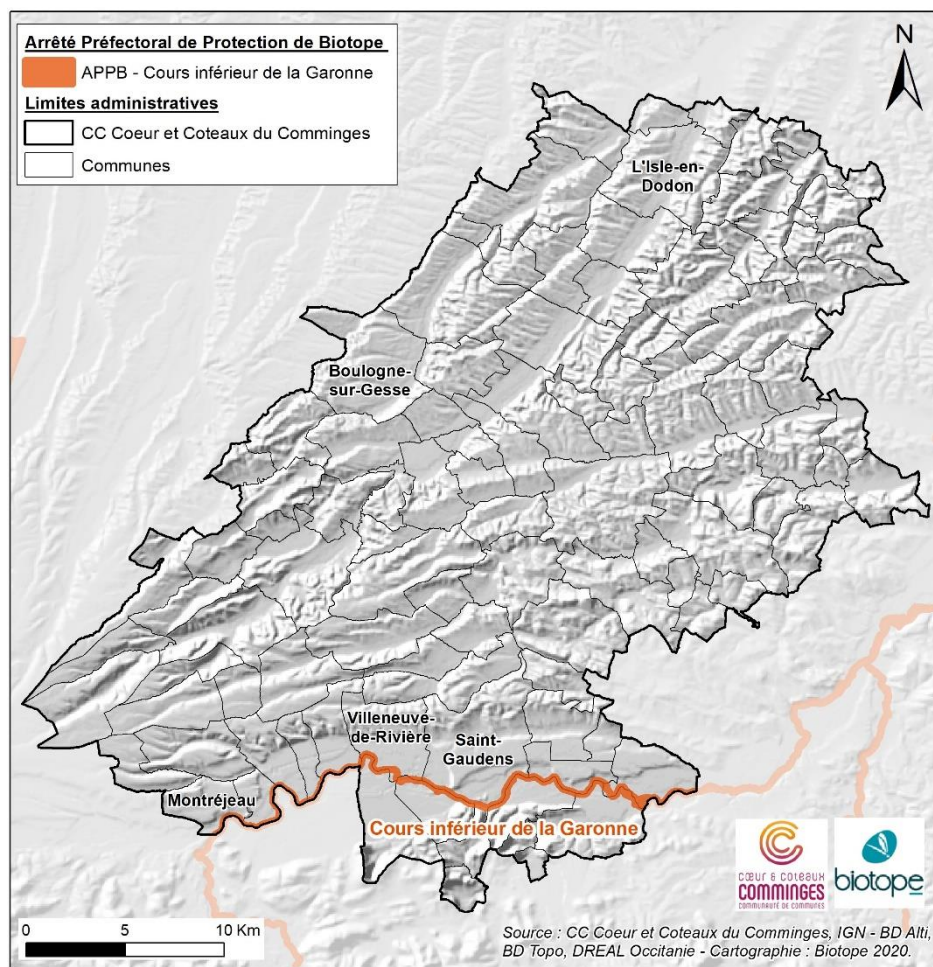 Arrêté Préfectoral de Protection de Biotope
APPB - Cours inférieur de la Garonne
Limites administratives
CC Coeur et Coteaux du Comminges
Communes
L'Isle-en-
Dodon
Boulogne-
sur-Gesse
Villeneuve-
de-Rivière
Saint-
Gaudens
Montréjeau
Cours inférieur de la Garonne
CŒUR & COTEAUX
COMMINGES
COMMUNAUTÉ DE COMMUNES
biotope
0 5 10 Km
Source : CC Coeur et Coteaux du Comminges, IGN - BD Alti,
BD Topo, DREAL Occitanie - Cartographie : Biotope 2020.